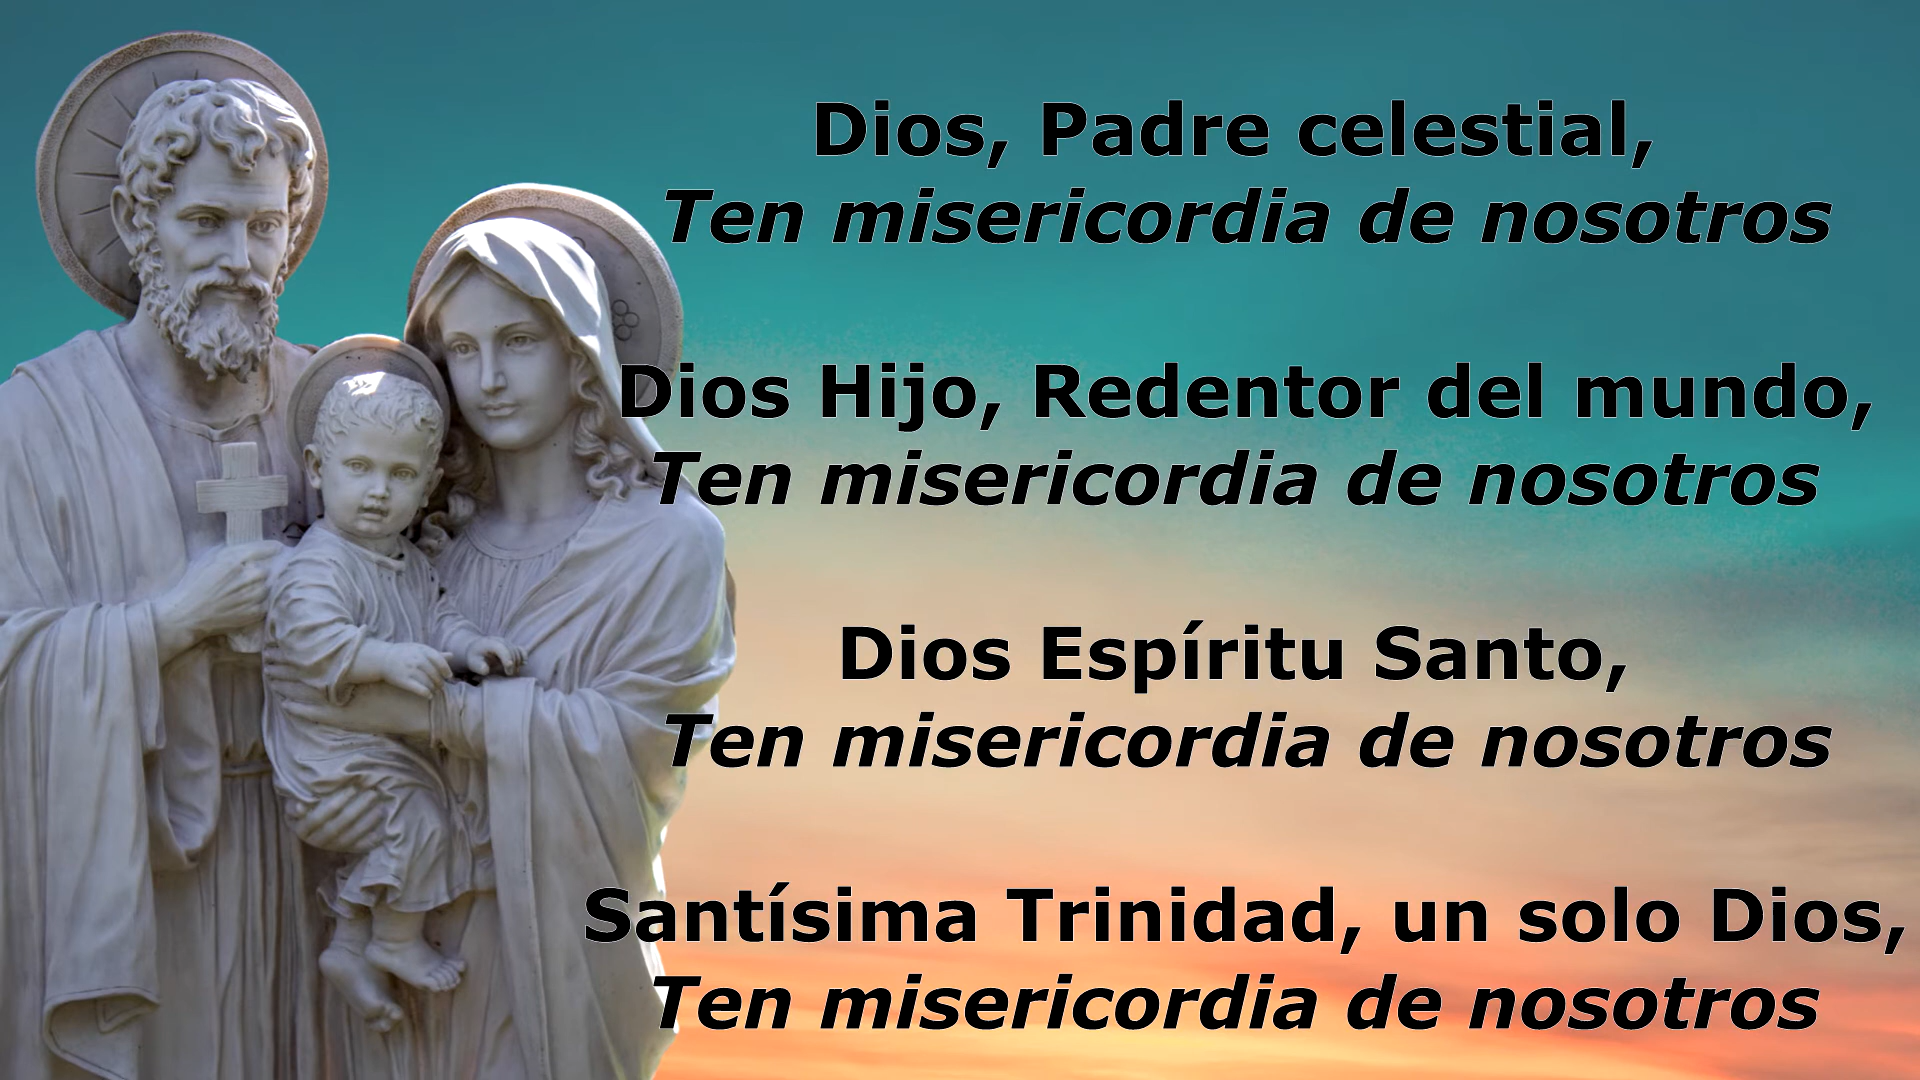 Dios, Padre celestial,
Ten misericordia de nosotros
Dios Hijo, Redentor del mundo,
Ten misericordia de nosotros
Dios Espíritu Santo,
Ten misericordia de nosotros
Santísima Trinidad, un solo Dios,
Ten misericordia de nosotros